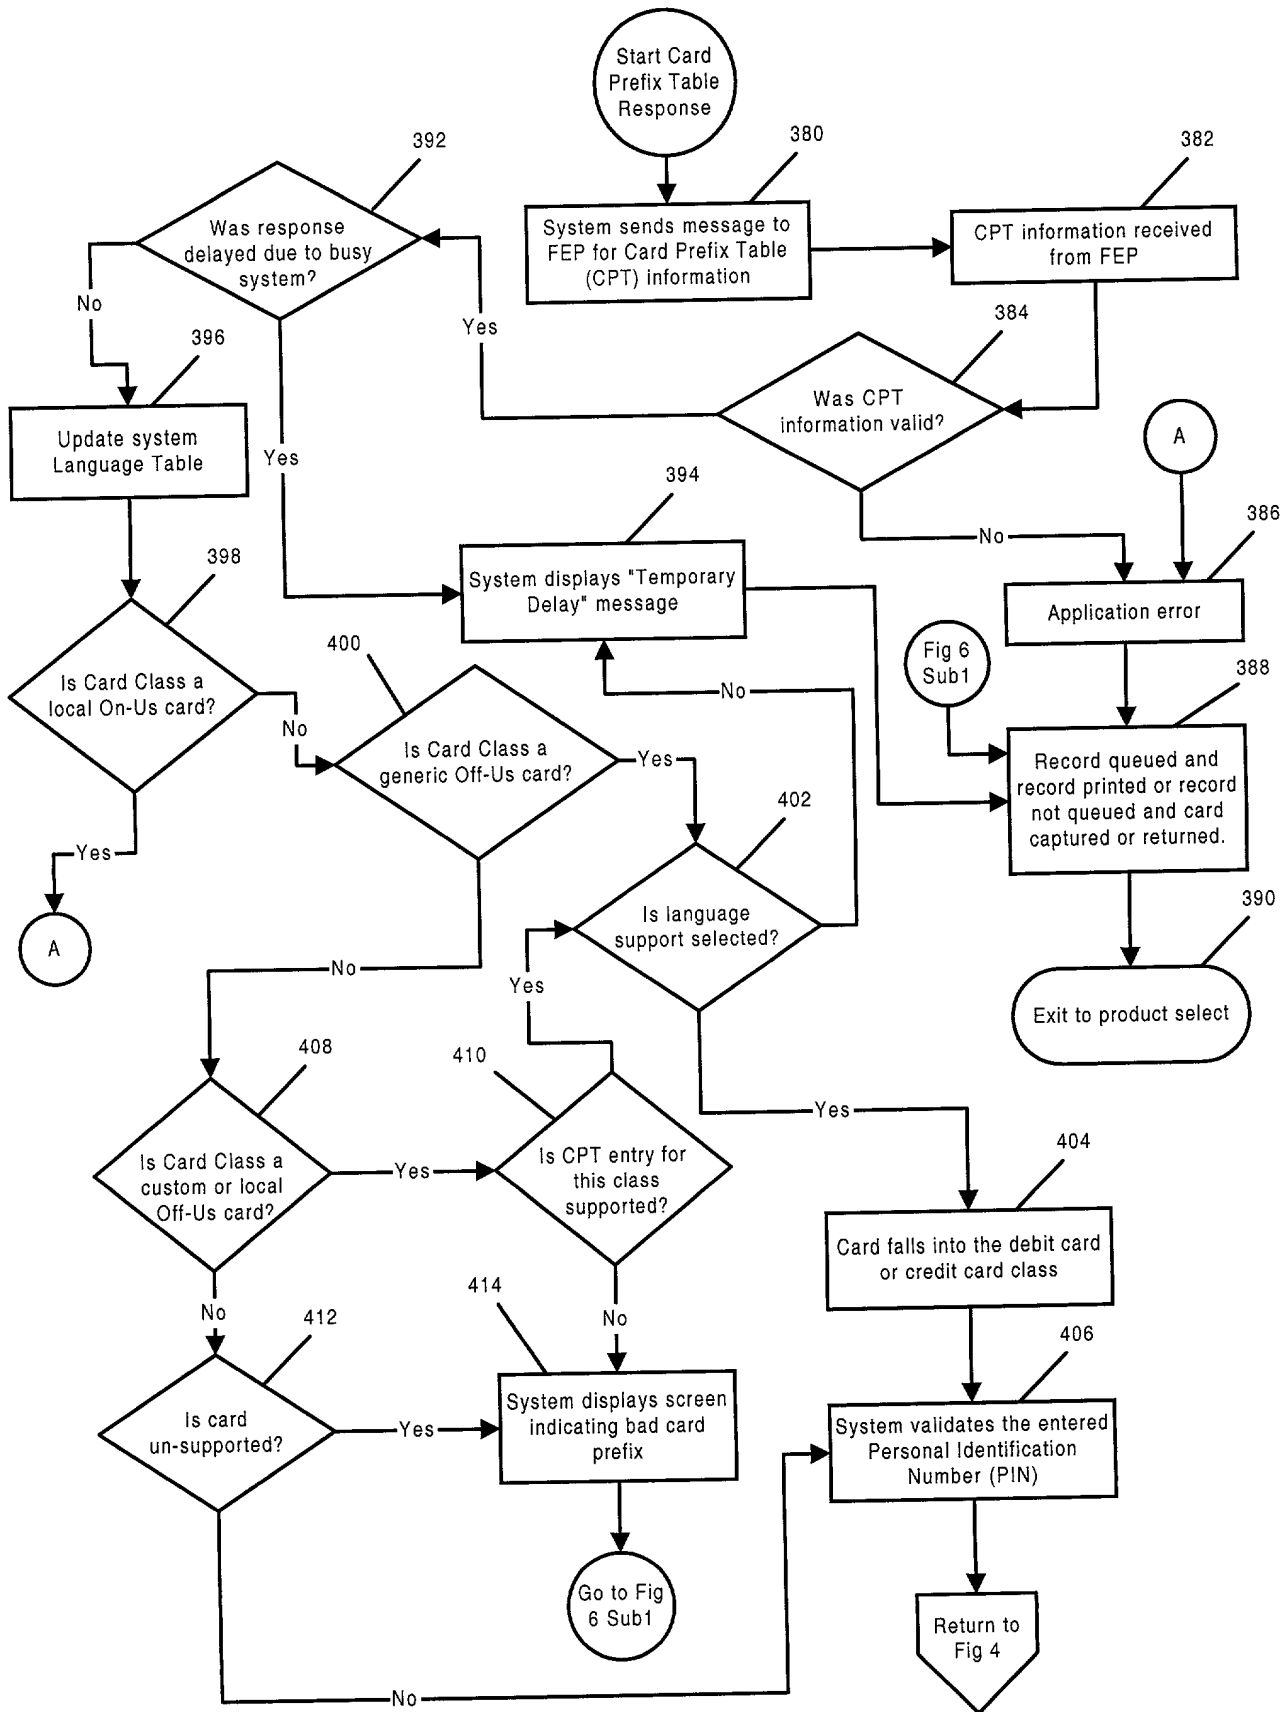 Start Card
Prefix Table
Response
380
System sends message to
FEP for Card Prefix Table
(CPT) information
382
CPT information received
from FEP
384
Was CPT
information valid?
Yes
No
392
Was response
delayed due to busy
system?
No
Yes
396
Update system
Language Table
394
System displays "Temporary
Delay" message
A
386
Application error
Fig 6
Sub1
388
Record queued and
record printed or record
not queued and card
captured or returned.
390
Exit to product select
398
Is Card Class a
local On-Us card?
No
Yes
A
400
Is Card Class a
generic Off-Us card?
Yes
No
402
Is language
support selected?
No
Yes
404
Card falls into the debit card
or credit card class
406
System validates the entered
Personal Identification
Number (PIN)
Return to
Fig 4
408
Is Card Class a
custom or local
Off-Us card?
Yes
No
410
Is CPT entry for
this class
supported?
Yes
No
412
Is card
un-supported?
Yes
No
414
System displays screen
indicating bad card
prefix
Go to Fig
6 Sub1